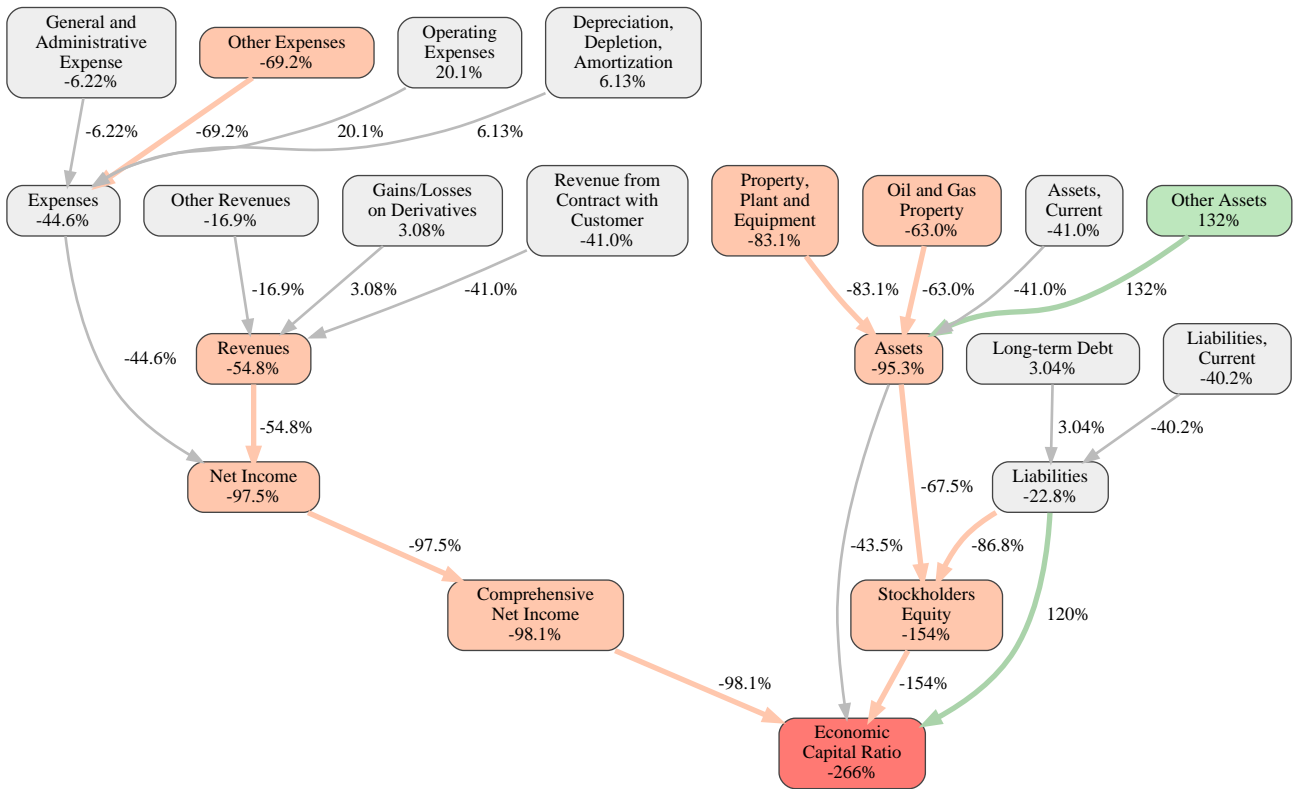 General and
Administrative
Expense
-6.22%
Other Expenses
-69.2%
Operating
Expenses
20.1%
Depreciation,
Depletion,
Amortization
6.13%
-6.22%
-69.2%
20.1%
6.13%
Expenses
-44.6%
Other Revenues
-16.9%
Gains/Losses
on Derivatives
3.08%
Revenue from
Contract with
Customer
-41.0%
Property,
Plant and
Equipment
-83.1%
Oil and Gas
Property
-63.0%
Assets,
Current
-41.0%
Other Assets
132%
-16.9%
3.08%
-41.0%
-83.1%
-63.0%
-41.0%
132%
-44.6%
Revenues
-54.8%
Assets
-95.3%
Long-term Debt
3.04%
Liabilities,
Current
-40.2%
-54.8%
3.04%
-40.2%
Net Income
-97.5%
-67.5%
Liabilities
-22.8%
-97.5%
-43.5%
-86.8%
Comprehensive
Net Income
-98.1%
Stockholders
Equity
-154%
120%
-98.1%
-154%
Economic
Capital Ratio
-266%